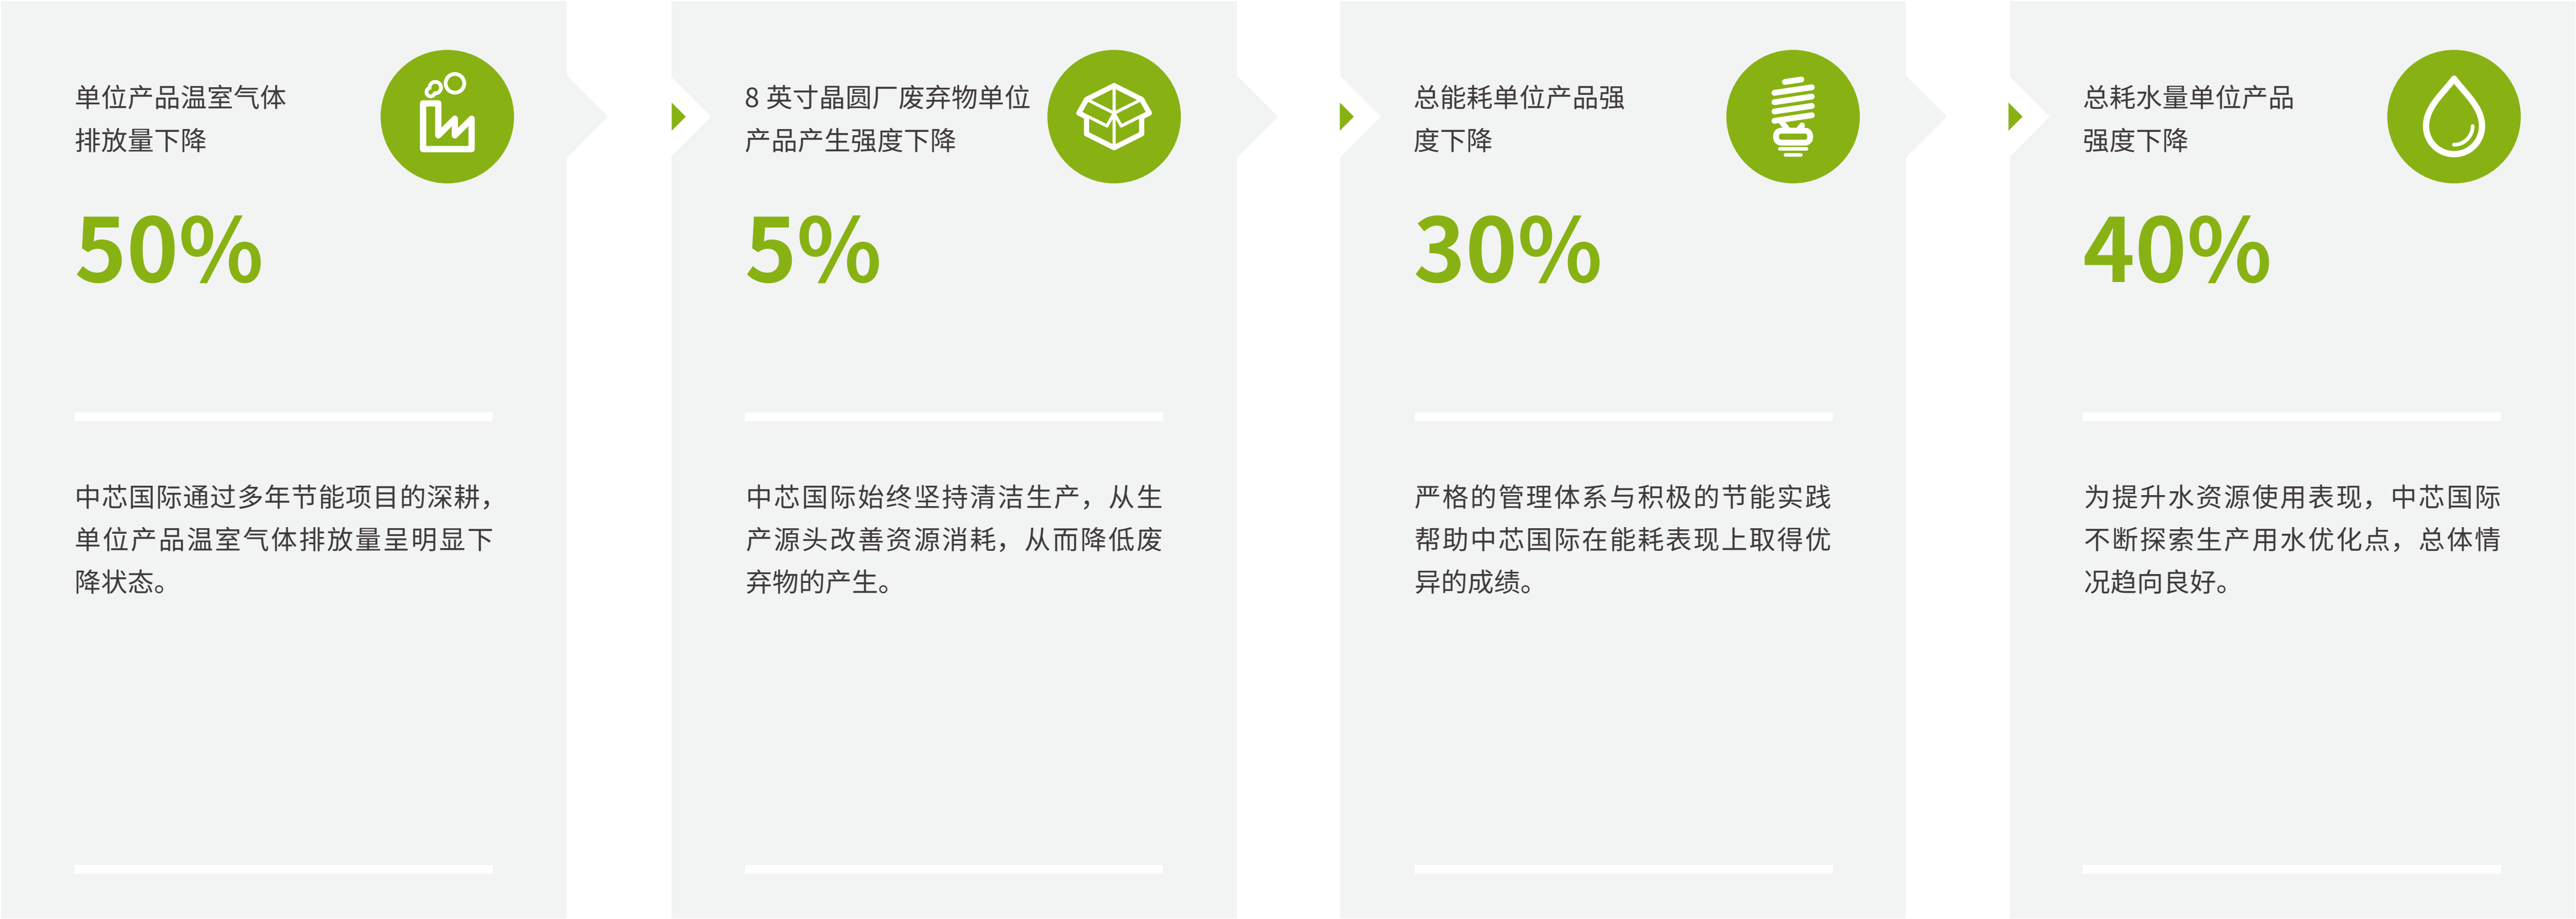 单位产品温室气体
排放量下降
50%
中芯国际通过多年节能项目的深耕，
单位产品温室气体排放量呈明显下
降状态。
8 英寸晶圆厂废弃物单位
产品产生强度下降
5%
中芯国际始终坚持清洁生产，从生
产源头改善资源消耗，从而降低废
弃物的产生。
总能耗单位产品强
度下降
30%
严格的管理体系与积极的节能实践
帮助中芯国际在能耗表现上取得优
异的成绩。
总耗水量单位产品
强度下降
40%
为提升水资源使用表现，中芯国际
不断探索生产用水优化点，总体情
况趋向良好。